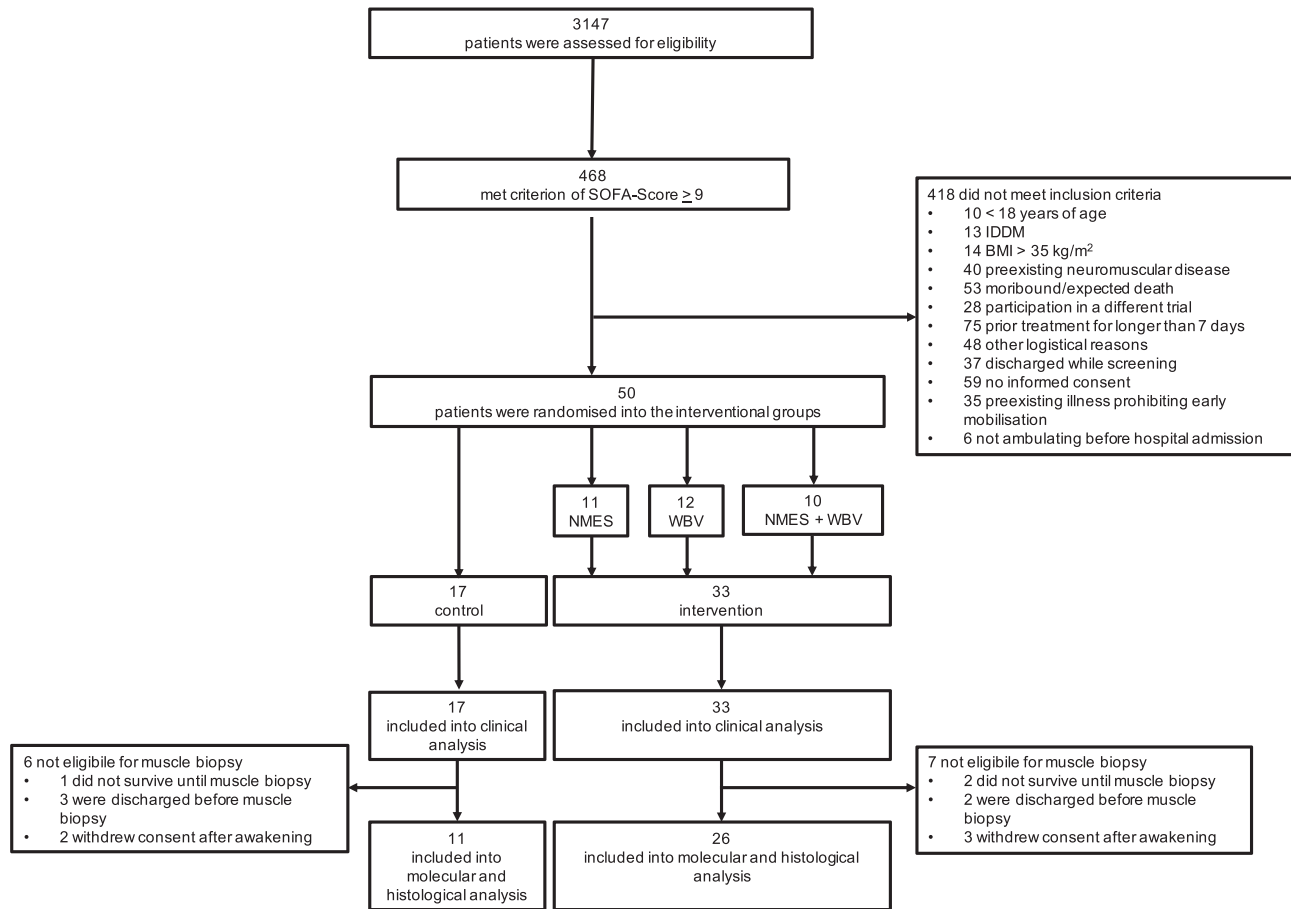 3147
patients were assessed for eligibility
468
met criterion of SOFA-Score ≥ 9
418 did not meet inclusion criteria
• 10 < 18 years of age
• 13 IDDM
• 14 BMI > 35 kg/m²
• 40 preexisting neuromuscular disease
• 53 moribound/expected death
• 28 participation in a different trial
• 75 prior treatment for longer than 7 days
• 48 other logistical reasons
• 37 discharged while screening
• 59 no informed consent
• 35 preexisting illness prohibiting early
mobilisation
• 6 not ambulating before hospital admission
50
patients were randomised into the interventional groups
11
NMES
12
WBV
10
NMES + WBV
17
control
33
intervention
17
included into clinical
analysis
33
included into clinical analysis
6 not eligibile for muscle biopsy
• 1 did not survive until muscle biopsy
• 3 were discharged before muscle
biopsy
• 2 withdrew consent after awakening
7 not eligibile for muscle biopsy
• 2 did not survive until muscle biopsy
• 2 were discharged before muscle
biopsy
• 3 withdrew consent after awakening
11
included into
molecular and
histological analysis
26
included into molecular and histological
analysis